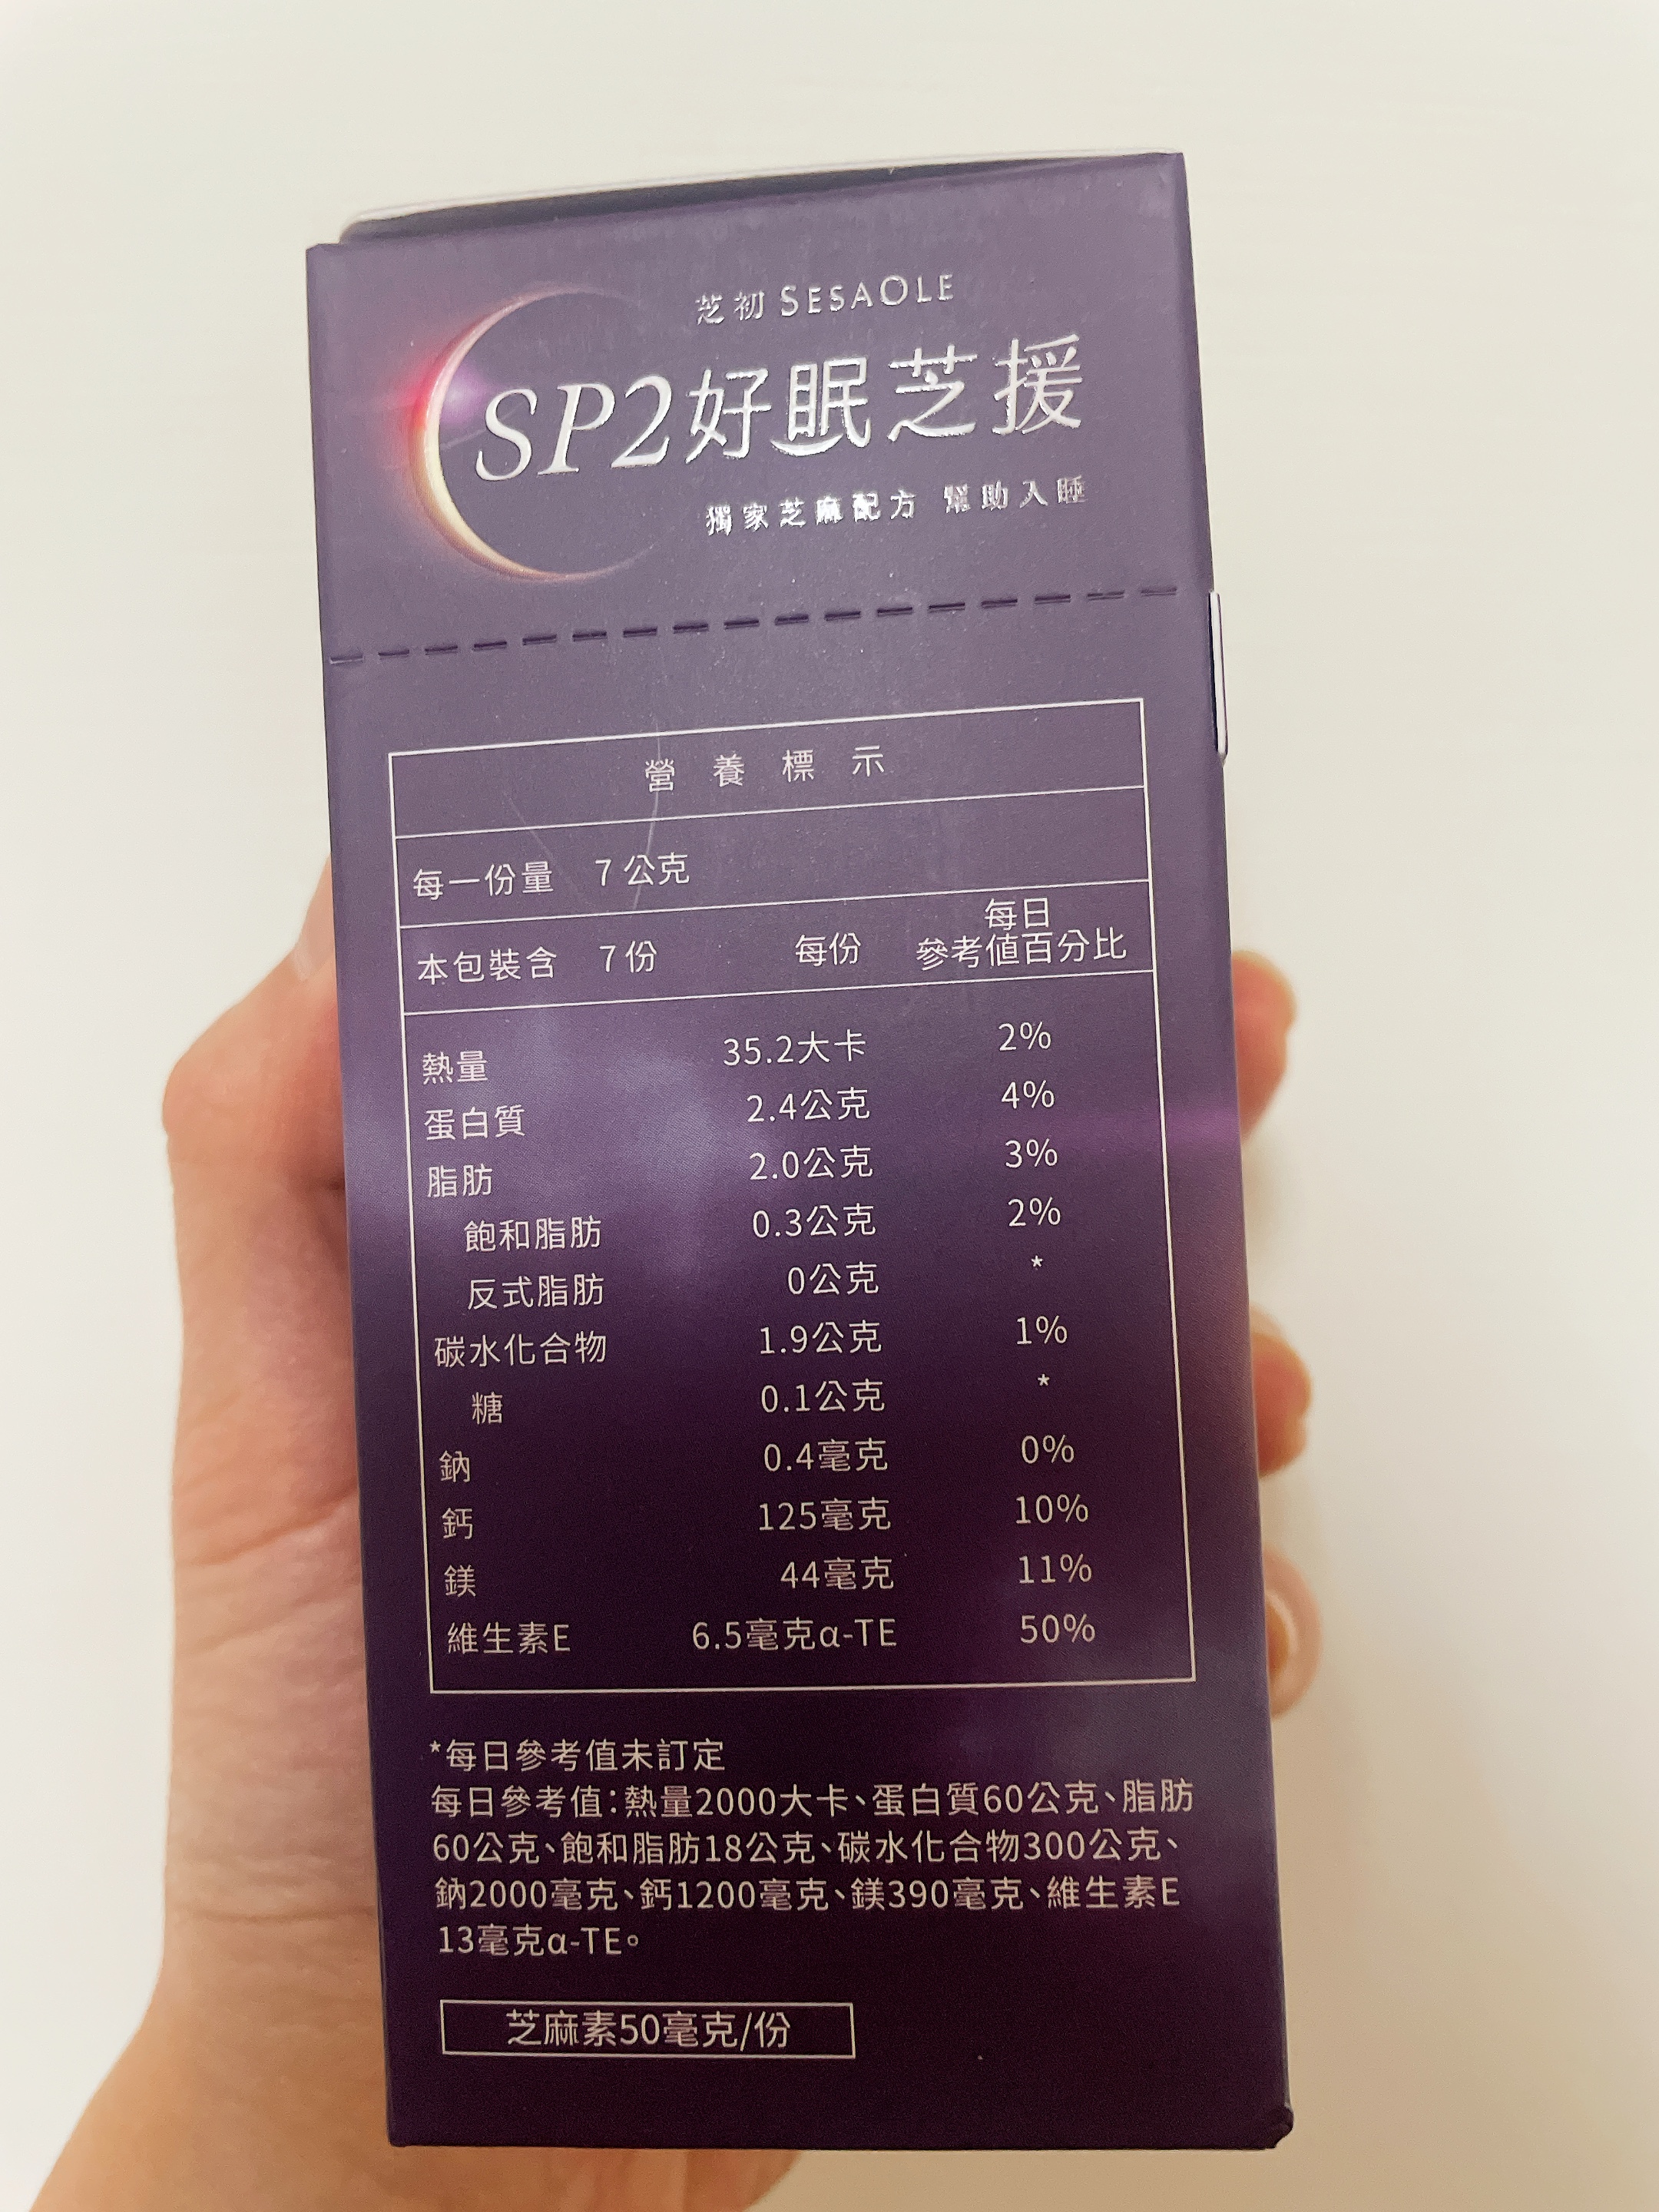 芝初 SESAOLE
SP2好眠芝援
獨家芝麻配方 幫助入睡
營養標示
每一份量 7公克
本包裝含 7份 每份 每日參考值百分比
熱量 35.2大卡 2%
蛋白質 2.4公克 4%
脂肪 2.0公克 3%
飽和脂肪 0.3公克 2%
反式脂肪 0公克 *
碳水化合物 1.9公克 1%
糖 0.1公克 *
鈉 0.4毫克 0%
鈣 125毫克 10%
鎂 44毫克 11%
維生素E 6.5毫克α-TE 50%
*每日參考值未訂定
每日參考值:熱量2000大卡、蛋白質60公克、脂肪
60公克、飽和脂肪18公克、碳水化合物300公克、
鈉2000毫克、鈣1200毫克、鎂390毫克、維生素E
13毫克α-TE。
芝麻素50毫克/份